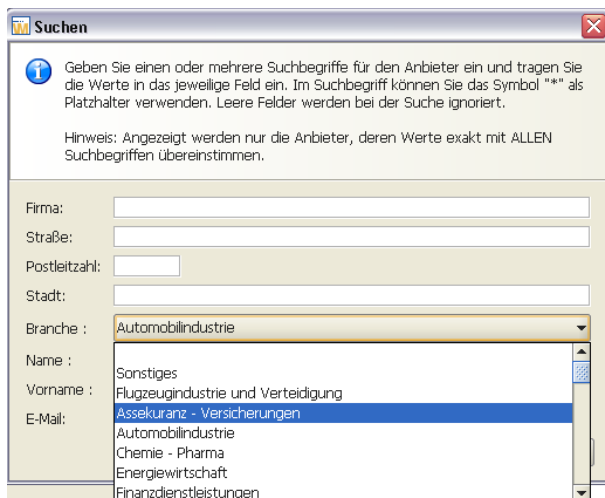 Suchen
Geben Sie einen oder mehrere Suchbegriffe für den Anbieter ein und tragen Sie
die Werte in das jeweilige Feld ein. Im Suchbegriff können Sie das Symbol "*" als
Platzhalter verwenden. Leere Felder werden bei der Suche ignoriert.
Hinweis: Angezeigt werden nur die Anbieter, deren Werte exakt mit ALLEN
Suchbegriffen übereinstimmen.
Firma:
Straße:
Postleitzahl:
Stadt:
Branche : Automobilindustrie
Name :
Vorname :
E-Mail:
Sonstiges
Flugzeugindustrie und Verteidigung
Assekuranz - Versicherungen
Automobilindustrie
Chemie - Pharma
Energiewirtschaft
Finanzdienstleistungen